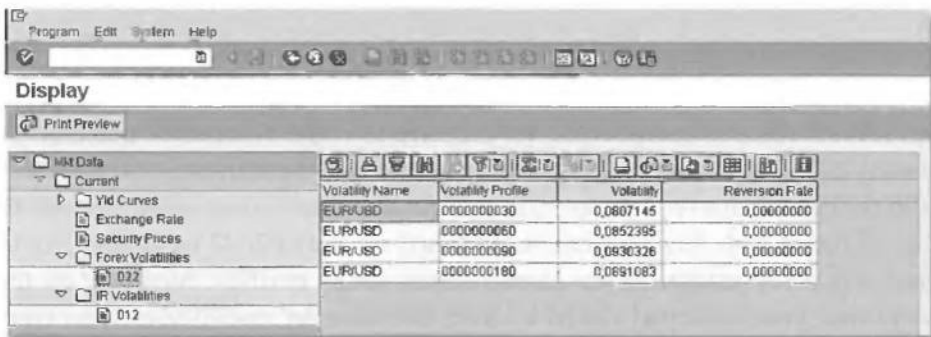 Program Edit System Help
Display
Print Preview
Mkt Data
Current
Yld Curves
Exchange Rate
Security Prices
Forex Volatilities
022
IR Volatilities
012
Volatility Name Volatility Profile Volatility Reversion Rate
EUR/USD 0000000030 0,0807145 0,00000000
EUR/USD 0000000060 0,0852395 0,00000000
EUR/USD 0000000090 0,0930326 0,00000000
EUR/USD 0000000180 0,0891083 0,00000000